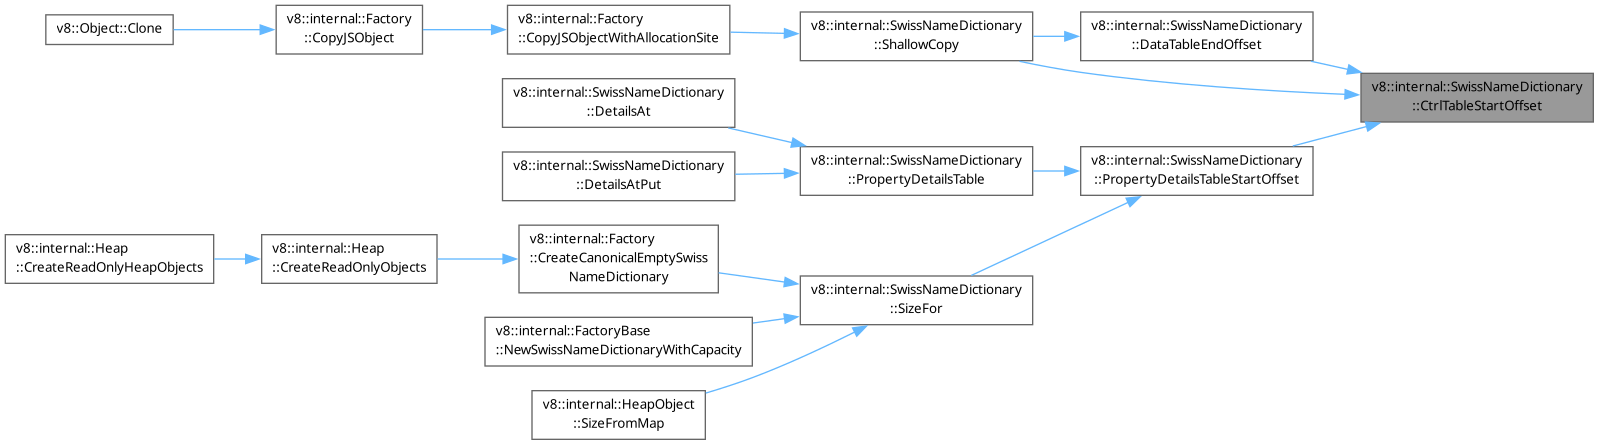 v8::Object::Clone
v8::internal::Factory
::CopyJSObject
v8::internal::Factory
::CopyJSObjectWithAllocationSite
v8::internal::SwissNameDictionary
::ShallowCopy
v8::internal::SwissNameDictionary
::DataTableEndOffset
v8::internal::SwissNameDictionary
::CtrlTableStartOffset
v8::internal::SwissNameDictionary
::DetailsAt
v8::internal::SwissNameDictionary
::DetailsAtPut
v8::internal::SwissNameDictionary
::PropertyDetailsTable
v8::internal::SwissNameDictionary
::PropertyDetailsTableStartOffset
v8::internal::Heap
::CreateReadOnlyHeapObjects
v8::internal::Heap
::CreateReadOnlyObjects
v8::internal::Factory
::CreateCanonicalEmptySwiss
NameDictionary
v8::internal::SwissNameDictionary
::SizeFor
v8::internal::FactoryBase
::NewSwissNameDictionaryWithCapacity
v8::internal::HeapObject
::SizeFromMap